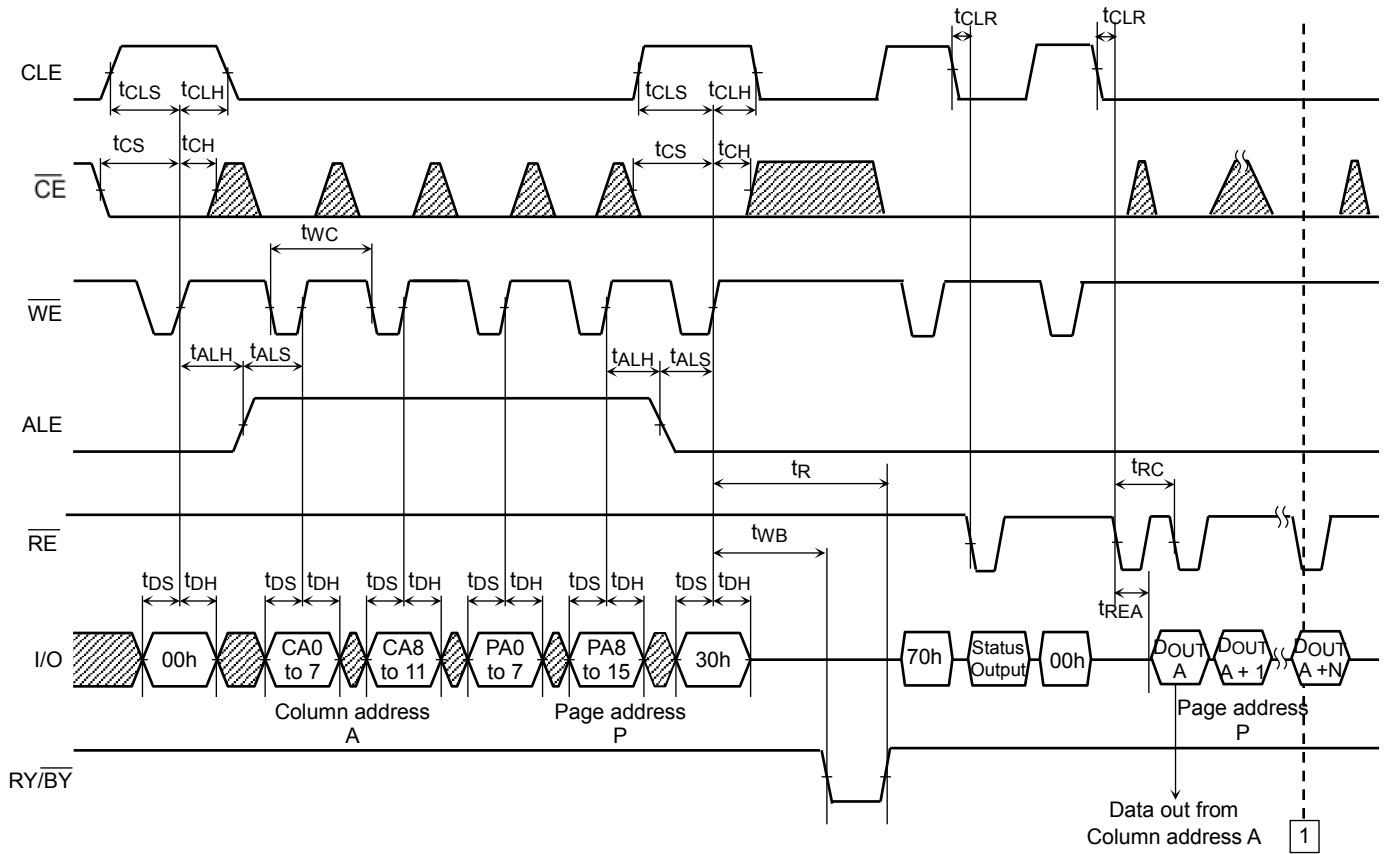 tCLR tCLR
CLE
tCLS tCLH tCLS tCLH
tCS tCH tCS tCH
CE
tWC
WE
tALH tALS tALH tALS
ALE
tR
tRC
RE
tWB
tDS tDH tDS tDH tDS tDH tDS tDH tDS tDH tDS tDH
tREA
I/O
00h
CA0
to 7
CA8
to 11
PA0
to 7
PA8
to 15
30h
70h
Status
Output
00h
DOUT
A
DOUT
A + 1
DOUT
A +N
Column address
A
Page address
P
Page address
P
RY/BY
Data out from
Column address A
1